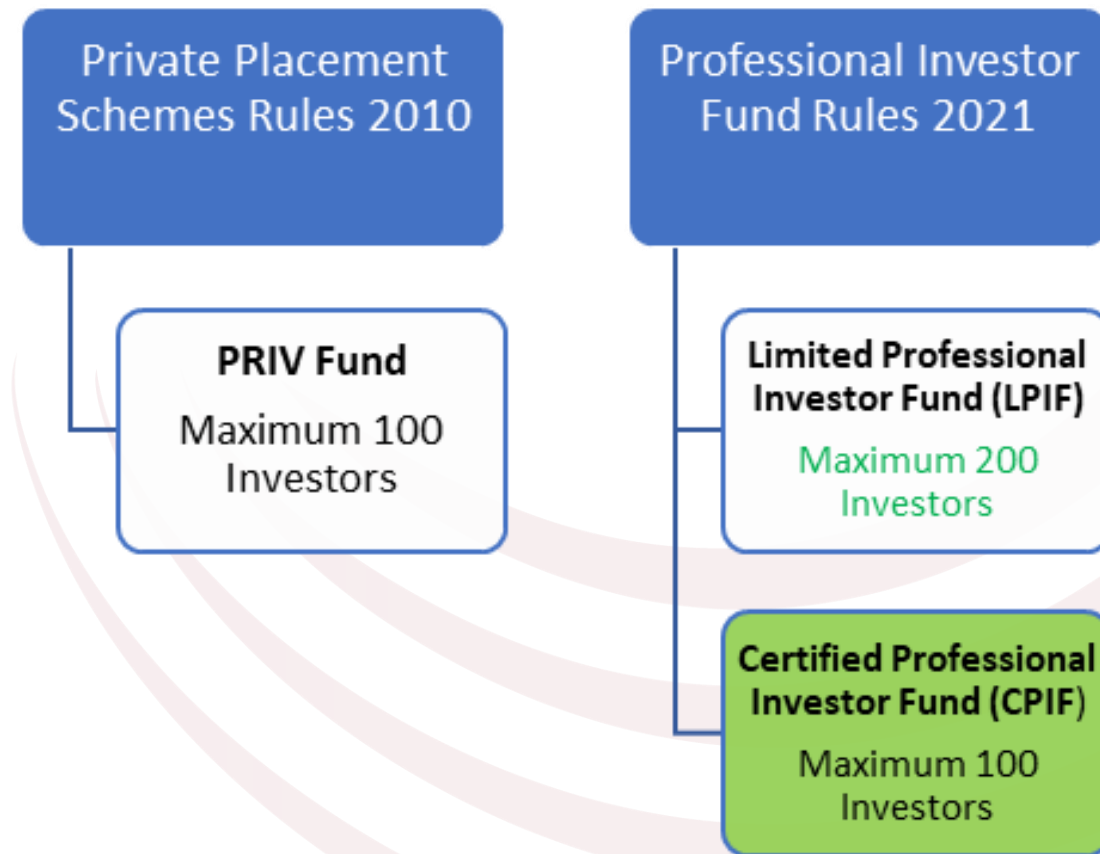 Private Placement
Schemes Rules 2010
PRIV Fund
Maximum 100
Investors
Professional Investor
Fund Rules 2021
Limited Professional
Investor Fund (LPIF)
Maximum 200
Investors
Certified Professional
Investor Fund (CPIF)
Maximum 100
Investors